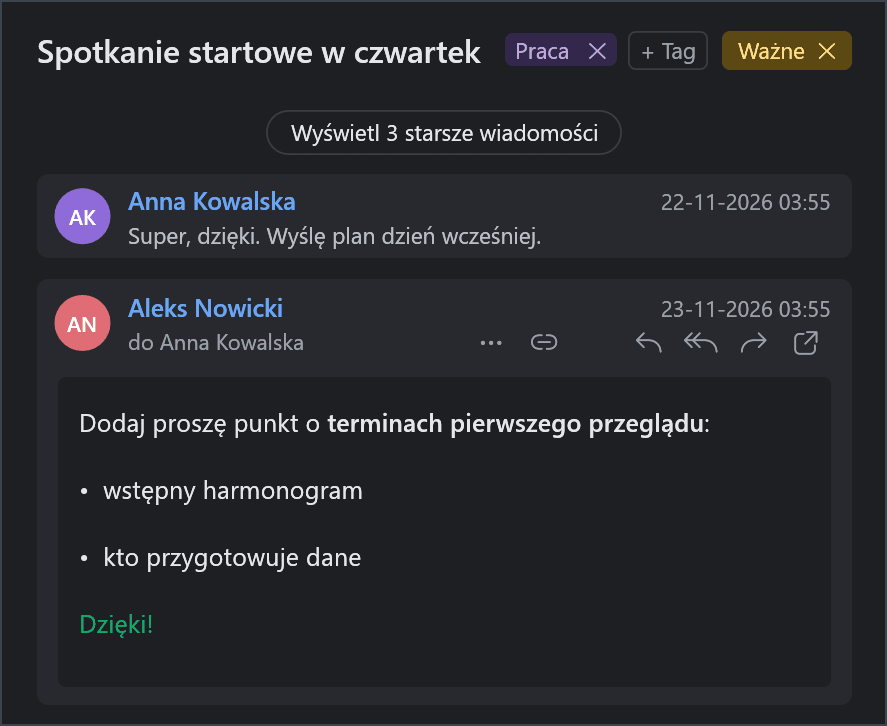 Spotkanie startowe w czwartek Praca + Tag Ważne
Wyświetl 3 starsze wiadomości
AK Anna Kowalska 22-11-2026 03:55
Super, dzięki. Wyślę plan dzień wcześniej.
AN Aleks Nowicki 23-11-2026 03:55
do Anna Kowalska
Dodaj proszę punkt o terminach pierwszego przeglądu:
• wstępny harmonogram
• kto przygotowuje dane
Dzięki!